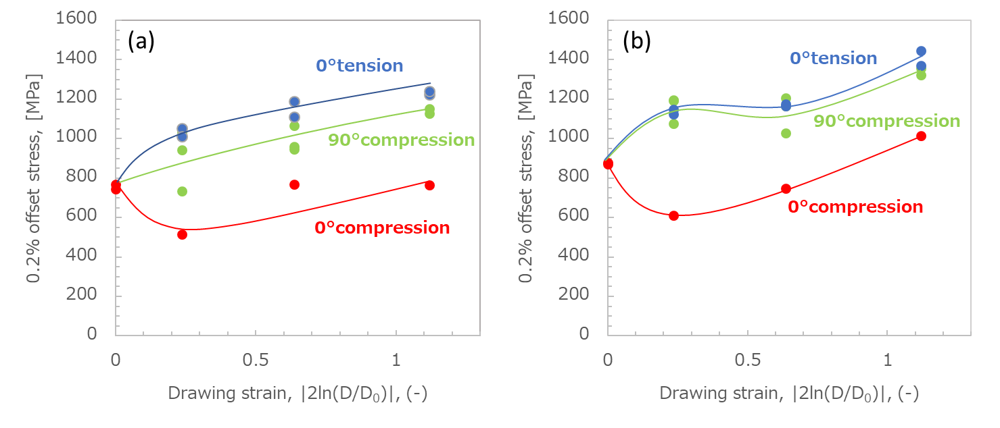 (a)
0.2% offset stress, [MPa]
1600
1400
1200
1000
800
600
400
200
0
0°tension
90°compression
0°compression
0 0.5 1
Drawing strain, |2ln(D/D₀)|, (-)
(b)
0.2% offset stress, [MPa]
1600
1400
1200
1000
800
600
400
200
0
0°tension
90°compression
0°compression
0 0.5 1
Drawing strain, |2ln(D/D₀)|, (-)